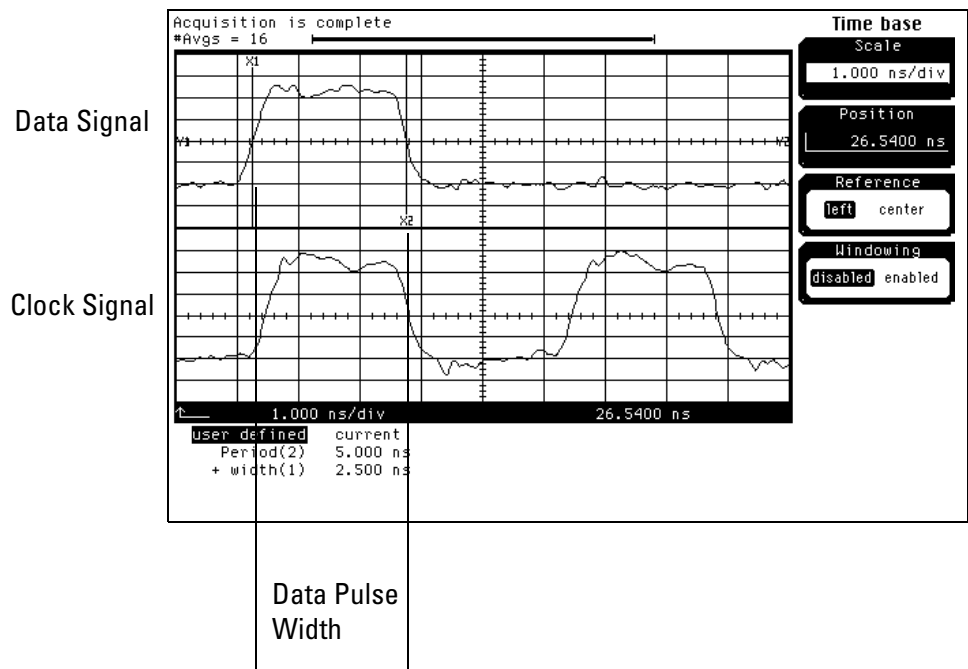 Acquisition is complete
#Avgs = 16
X1
Data Signal
Y1
Y2
X2
Clock Signal
1.000 ns/div
26.5400 ns
user defined current
Period(2) 5.000 ns
+ width(1) 2.500 ns
Data Pulse
Width
Time base
Scale
1.000 ns/div
Position
26.5400 ns
Reference
left center
Windowing
disabled enabled